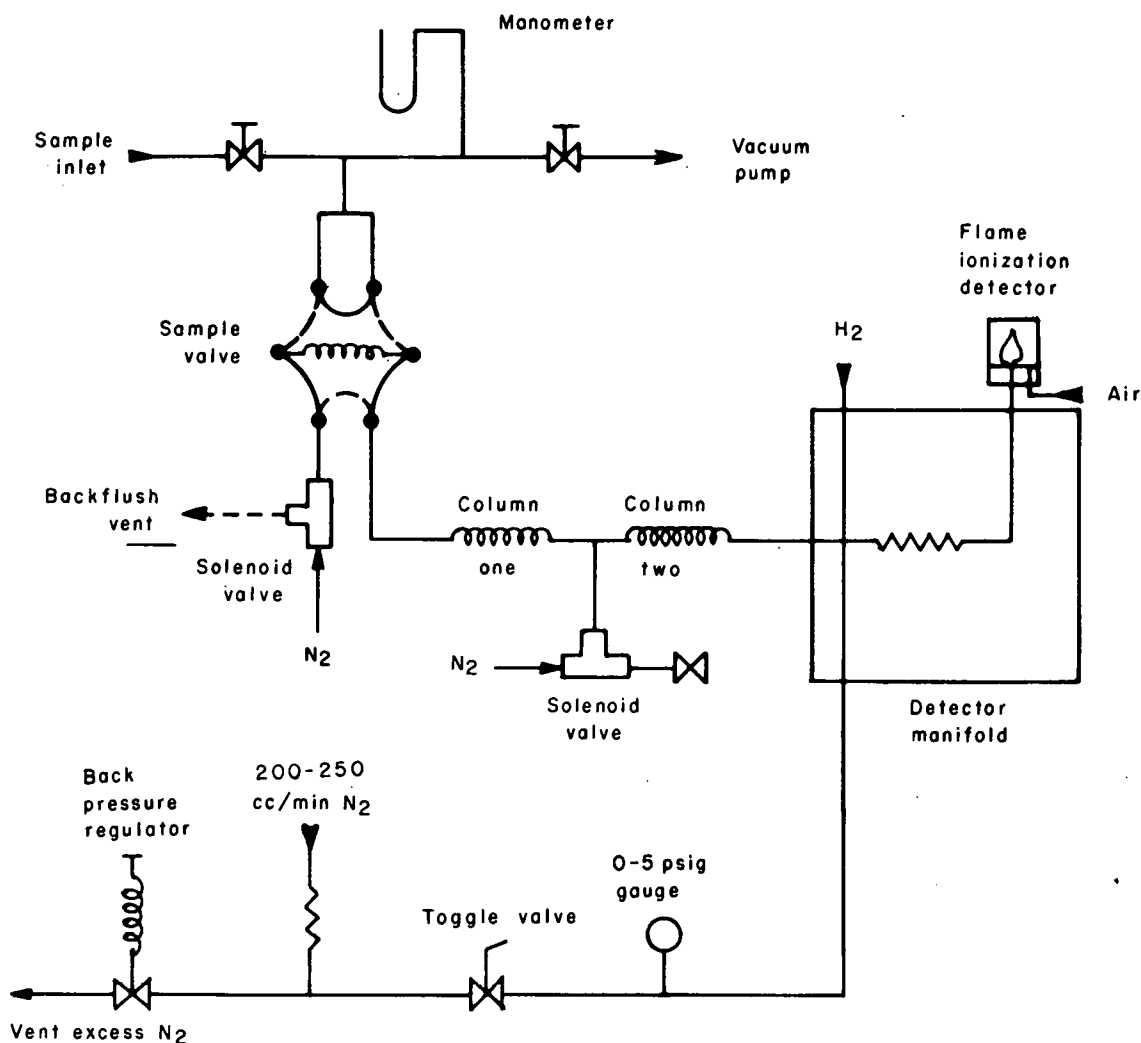 Manometer
Sample
inlet
Vacuum
pump
Flame
ionization
detector
Sample
valve
H2
Air
Backflush
vent
Column
one
Column
two
Solenoid
valve
N2
N2
Solenoid
valve
Detector
manifold
Back
pressure
regulator
200-250
cc/min N2
0-5 psig
gauge
Toggle valve
Vent excess N2